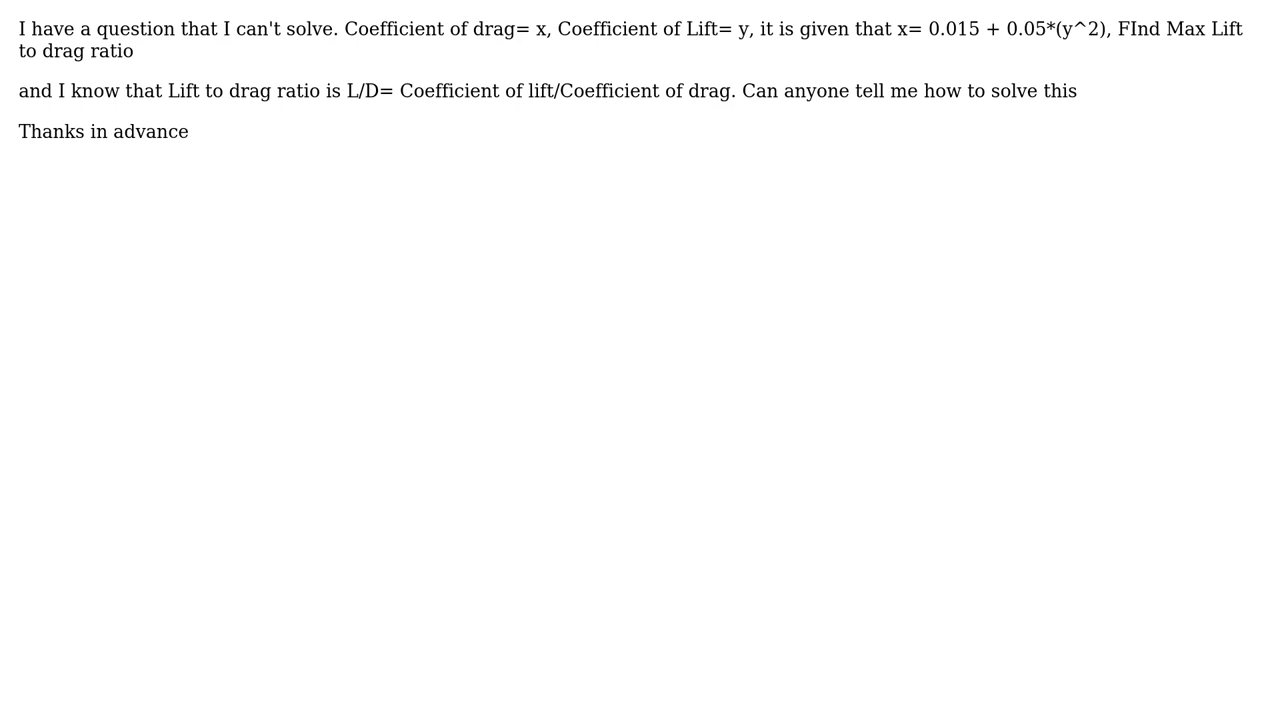 I have a question that I can't solve. Coefficient of drag= x, Coefficient of Lift= y, it is given that x= 0.015 + 0.05*(y^2), FInd Max Lift
to drag ratio
and I know that Lift to drag ratio is L/D= Coefficient of lift/Coefficient of drag. Can anyone tell me how to solve this
Thanks in advance